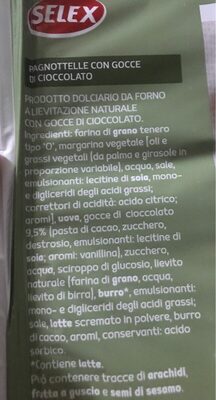 SELEX
PAGNOTTELLE CON GOCCE
DI CIOCCOLATO
PRODOTTO DOLCIARIO DA FORNO
A LIEVITAZIONE NATURALE
CON GOCCE DI CIOCCOLATO.
Ingredienti: farina di grano tenero
tipo "0", margarina vegetale [oli e
grassi vegetali (da palma e girasole in
proporzione variabile), acqua, sale,
emulsionanti: lecitine di soia, mono-
e digliceridi degli acidi grassi;
correttori di acidità: acido citrico;
aromi], uova, gocce di cioccolato
9,5% (pasta di cacao, zucchero,
destrosio, emulsionanti: lecitine di
soia; aromi: vanillina), zucchero,
acqua, sciroppo di glucosio, lievito
naturale [farina di grano, acqua,
lievito di birra], burro*, emulsionanti:
mono- e digliceridi degli acidi grassi;
sale, latte scremato in polvere, burro
di cacao, aromi, conservanti: acido
sorbico.
*Contiene latte.
Può contenere tracce di arachidi,
frutta a guscio e semi di sesamo.